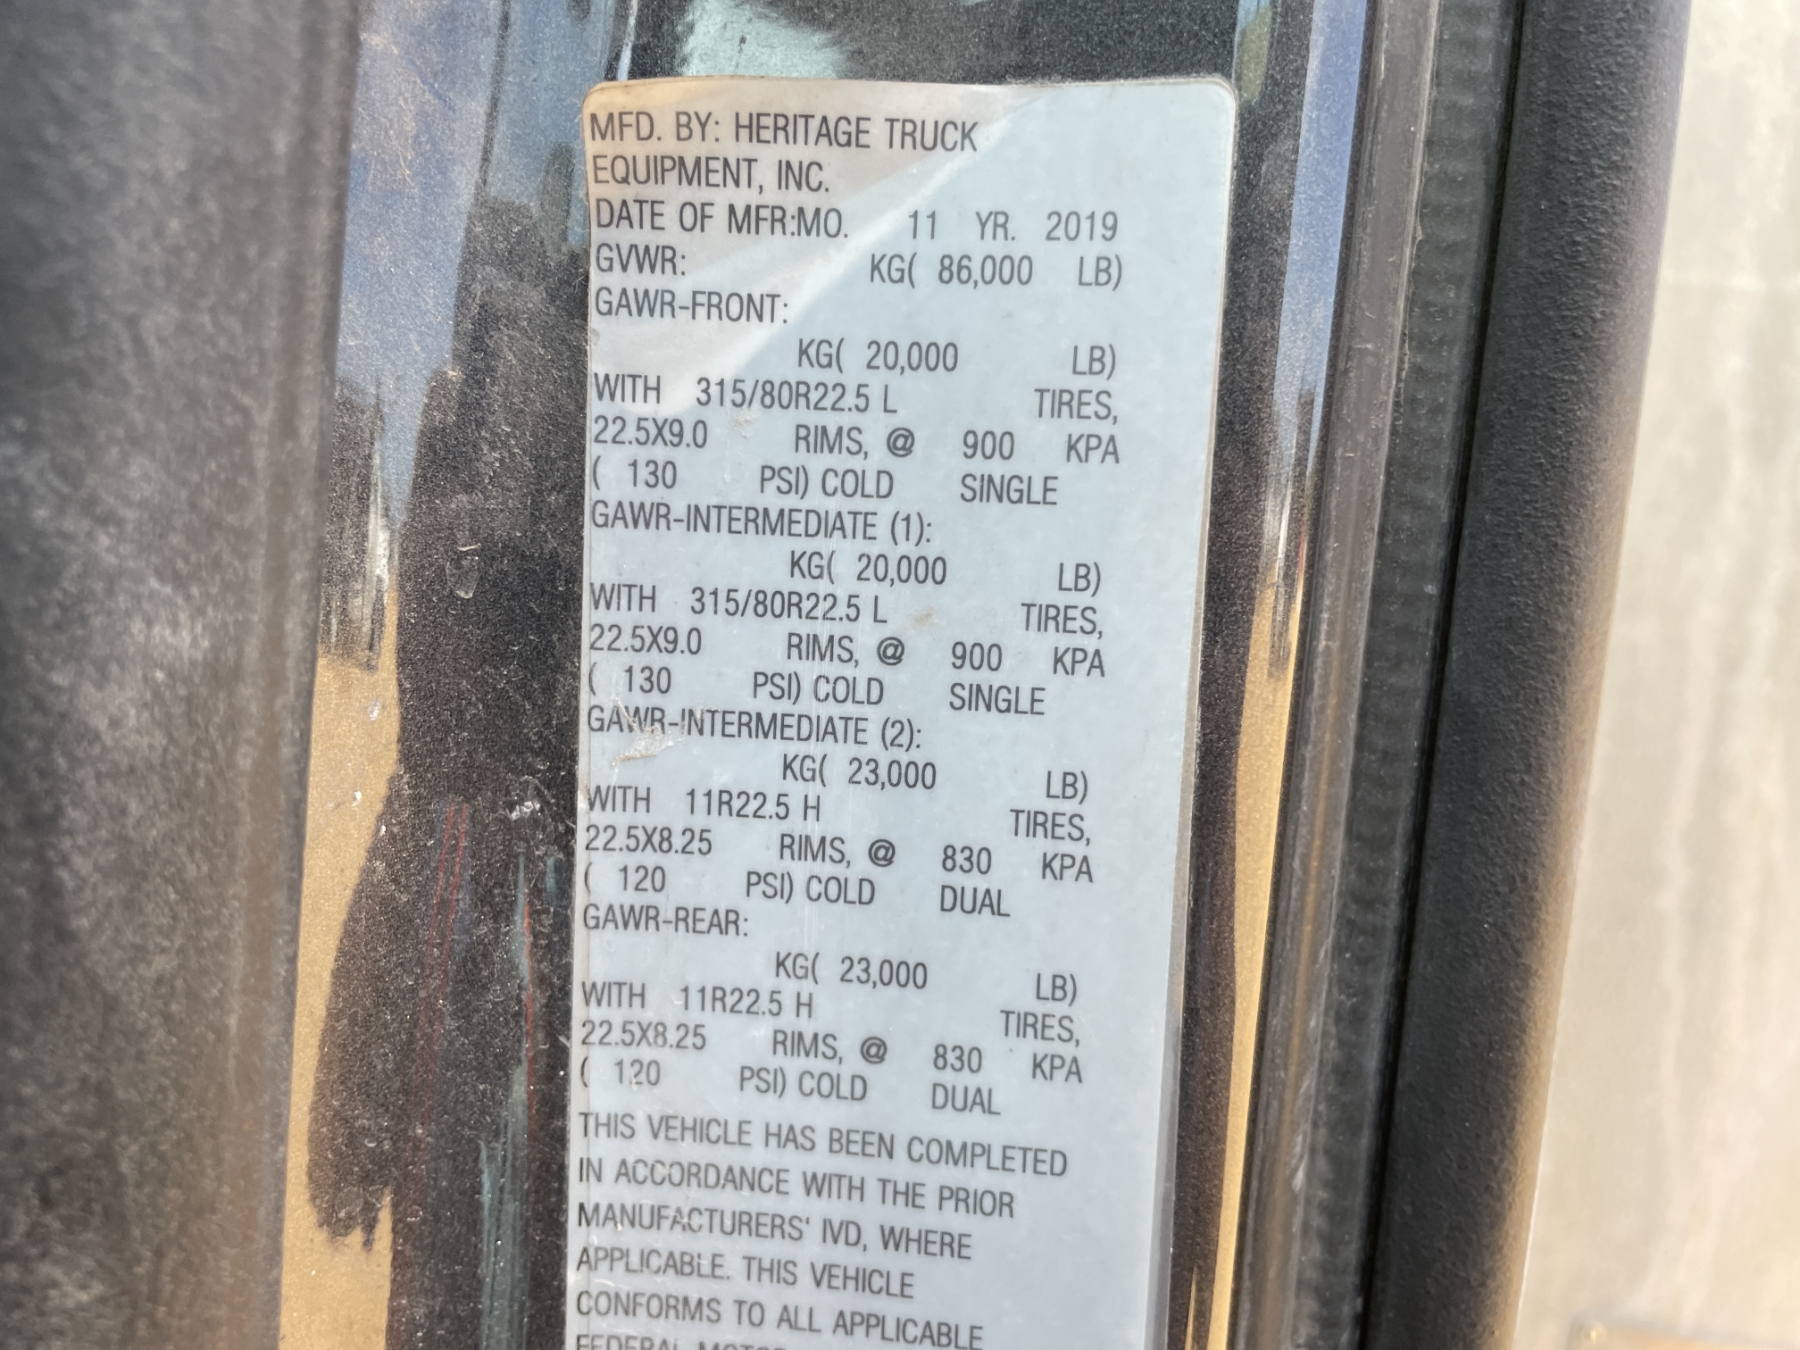 MFD. BY: HERITAGE TRUCK
EQUIPMENT, INC.
DATE OF MFR:MO. 11 YR. 2019
GVWR: KG( 86,000 LB)
GAWR-FRONT:
KG( 20,000 LB)
WITH 315/80R22.5 L TIRES,
22.5X9.0 RIMS, @ 900 KPA
( 130 PSI) COLD SINGLE
GAWR-INTERMEDIATE (1):
KG( 20,000 LB)
WITH 315/80R22.5 L TIRES,
22.5X9.0 RIMS, @ 900 KPA
( 130 PSI) COLD SINGLE
GAWR-INTERMEDIATE (2):
KG( 23,000 LB)
WITH 11R22.5 H TIRES,
22.5X8.25 RIMS, @ 830 KPA
( 120 PSI) COLD DUAL
GAWR-REAR:
KG( 23,000 LB)
WITH 11R22.5 H TIRES,
22.5X8.25 RIMS, @ 830 KPA
( 120 PSI) COLD DUAL
THIS VEHICLE HAS BEEN COMPLETED
IN ACCORDANCE WITH THE PRIOR
MANUFACTURERS' IVD, WHERE
APPLICABLE. THIS VEHICLE
CONFORMS TO ALL APPLICABLE
FEDERAL MOTOR